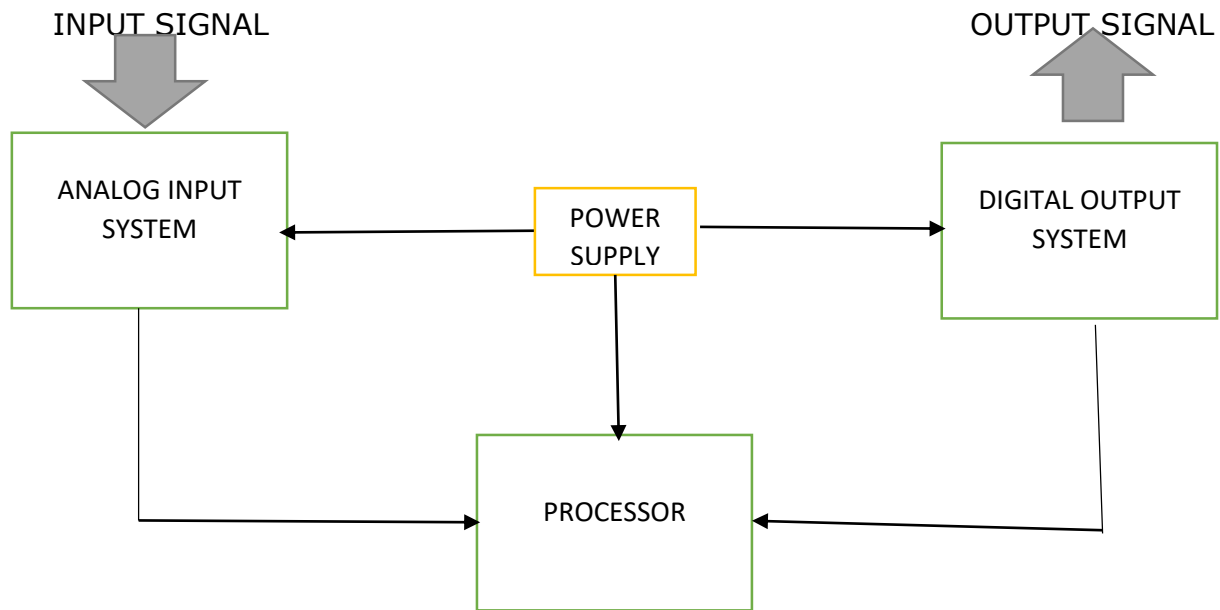 INPUT SIGNAL
OUTPUT SIGNAL
ANALOG INPUT
SYSTEM
POWER
SUPPLY
DIGITAL OUTPUT
SYSTEM
PROCESSOR